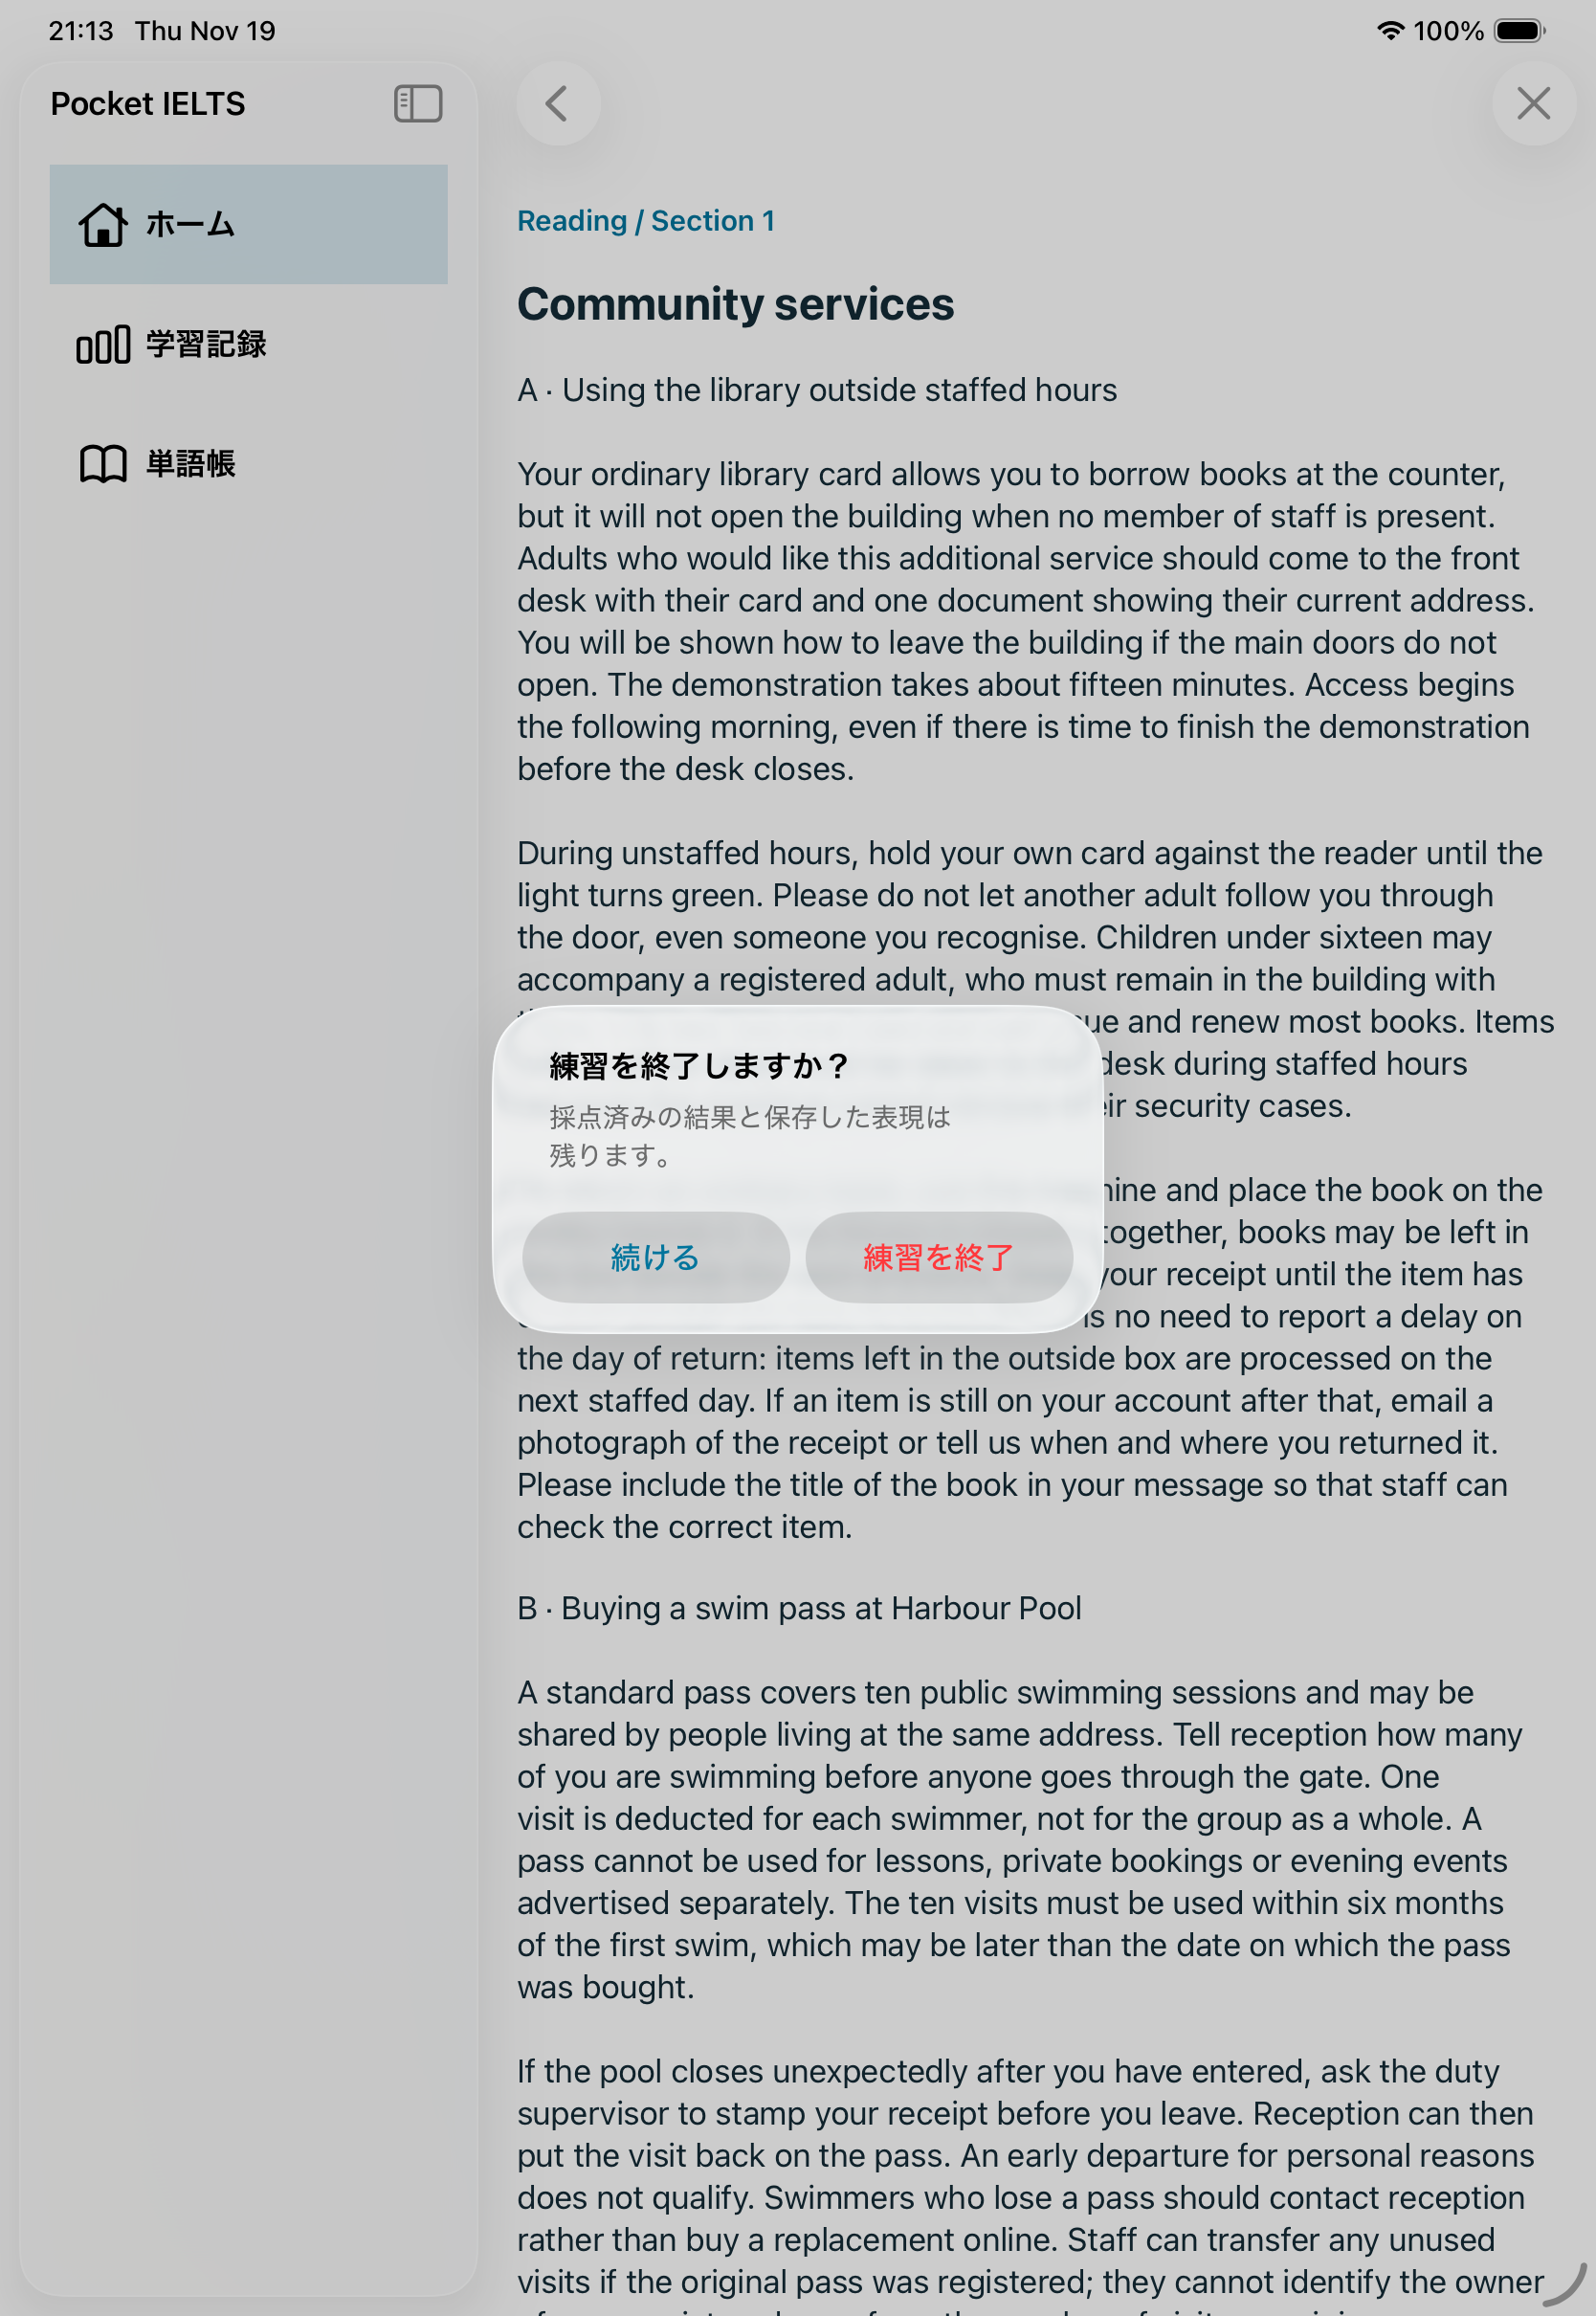 21:13 Thu Nov 19
100%
Pocket IELTS
ホーム
学習記録
単語帳
Reading / Section 1
Community services
A · Using the library outside staffed hours
Your ordinary library card allows you to borrow books at the counter,
but it will not open the building when no member of staff is present.
Adults who would like this additional service should come to the front
desk with their card and one document showing their current address.
You will be shown how to leave the building if the main doors do not
open. The demonstration takes about fifteen minutes. Access begins
the following morning, even if there is time to finish the demonstration
before the desk closes.
During unstaffed hours, hold your own card against the reader until the
light turns green. Please do not let another adult follow you through
the door, even someone you recognise. Children under sixteen may
accompany a registered adult, who must remain in the building with
and renew most books. Items
desk during staffed hours
security cases.
練習を終了しますか？
採点済みの結果と保存した表現は
残ります。
続ける
練習を終了
and place the book on the
together, books may be left in
your receipt until the item has
is no need to report a delay on
the day of return: items left in the outside box are processed on the
next staffed day. If an item is still on your account after that, email a
photograph of the receipt or tell us when and where you returned it.
Please include the title of the book in your message so that staff can
check the correct item.
B · Buying a swim pass at Harbour Pool
A standard pass covers ten public swimming sessions and may be
shared by people living at the same address. Tell reception how many
of you are swimming before anyone goes through the gate. One
visit is deducted for each swimmer, not for the group as a whole. A
pass cannot be used for lessons, private bookings or evening events
advertised separately. The ten visits must be used within six months
of the first swim, which may be later than the date on which the pass
was bought.
If the pool closes unexpectedly after you have entered, ask the duty
supervisor to stamp your receipt before you leave. Reception can then
put the visit back on the pass. An early departure for personal reasons
does not qualify. Swimmers who lose a pass should contact reception
rather than buy a replacement online. Staff can transfer any unused
visits if the original pass was registered; they cannot identify the owner